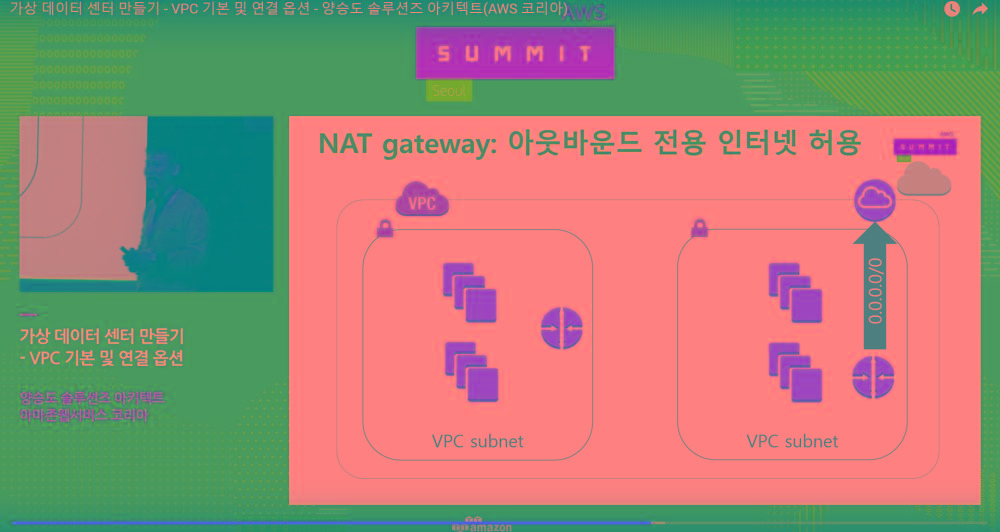 가상 데이터 센터 만들기 - VPC 기본 및 연결 옵션 - 양승도 솔루션즈 아키텍트(AWS 코리아)
AWS
SUMMIT
Seoul
NAT gateway: 아웃바운드 전용 인터넷 허용
SUMMIT
VPC
0.0.0.0/0
VPC subnet
VPC subnet
가상 데이터 센터 만들기
- VPC 기본 및 연결 옵션
양승도 솔루션즈 아키텍트
아마존웹서비스 코리아
amazon